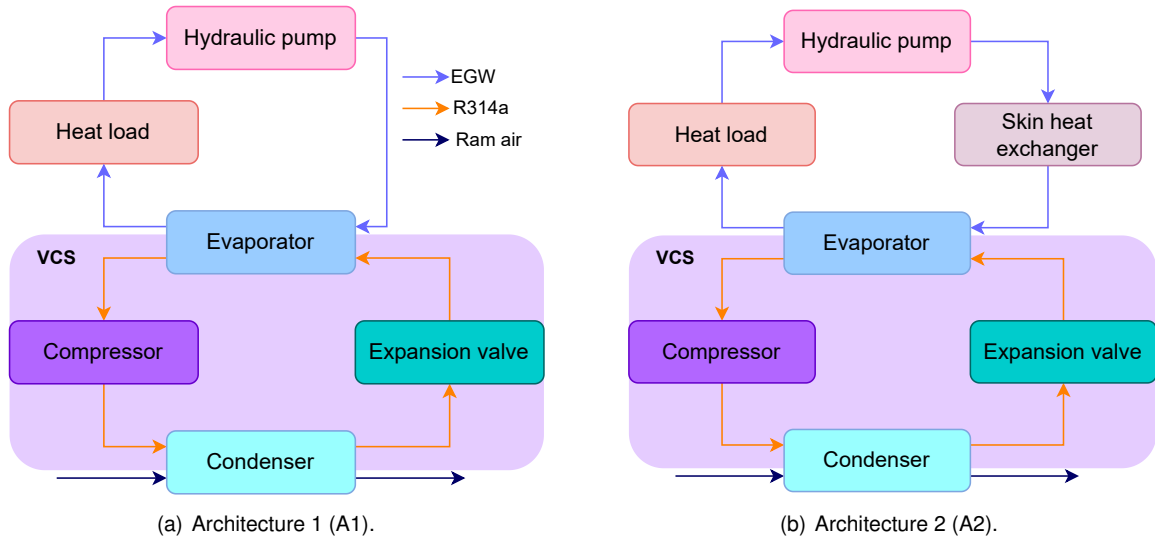 Hydraulic pump
EGW
R314a
Ram air
Heat load
Evaporator
VCS
Compressor
Expansion valve
Condenser
(a) Architecture 1 (A1).
Hydraulic pump
Heat load
Skin heat
exchanger
Evaporator
VCS
Compressor
Expansion valve
Condenser
(b) Architecture 2 (A2).